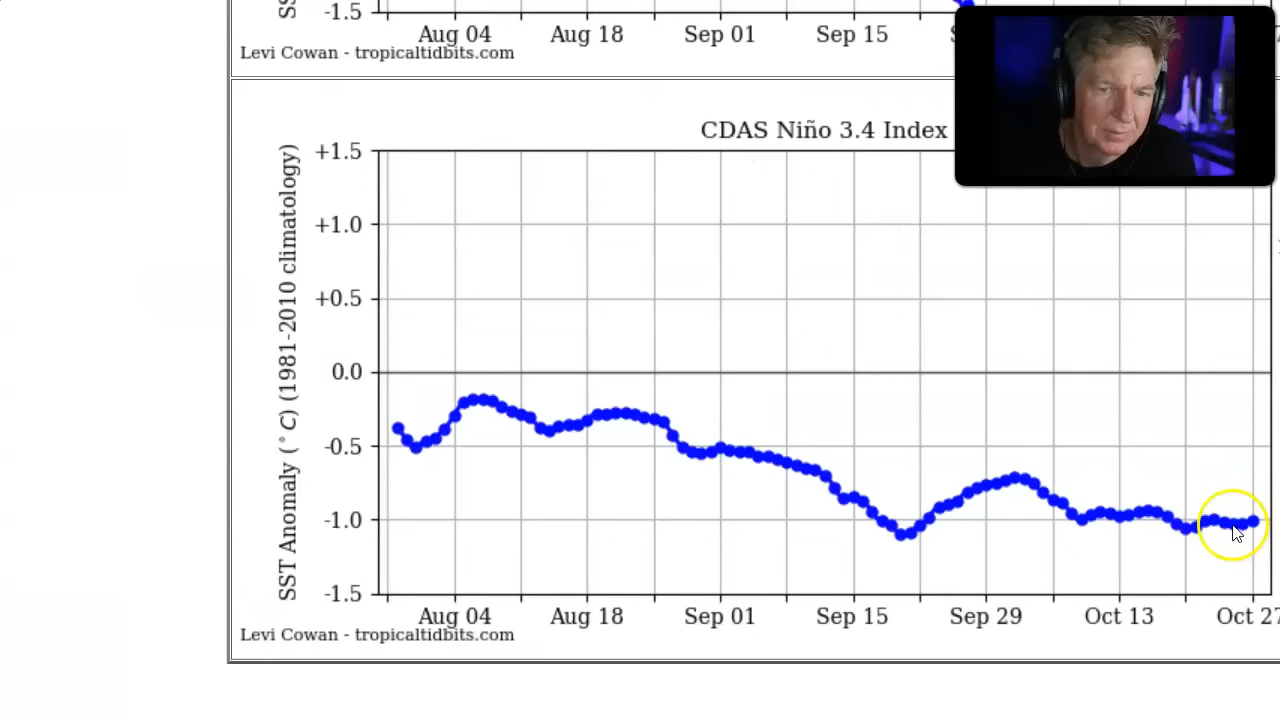 -1.5
Aug 04 Aug 18 Sep 01 Sep 15
Levi Cowan - tropicaltidbits.com
CDAS Niño 3.4 Index
SST Anomaly (°C) (1981-2010 climatology)
+1.5
+1.0
+0.5
0.0
-0.5
-1.0
-1.5
Aug 04 Aug 18 Sep 01 Sep 15 Sep 29 Oct 13 Oct 27
Levi Cowan - tropicaltidbits.com